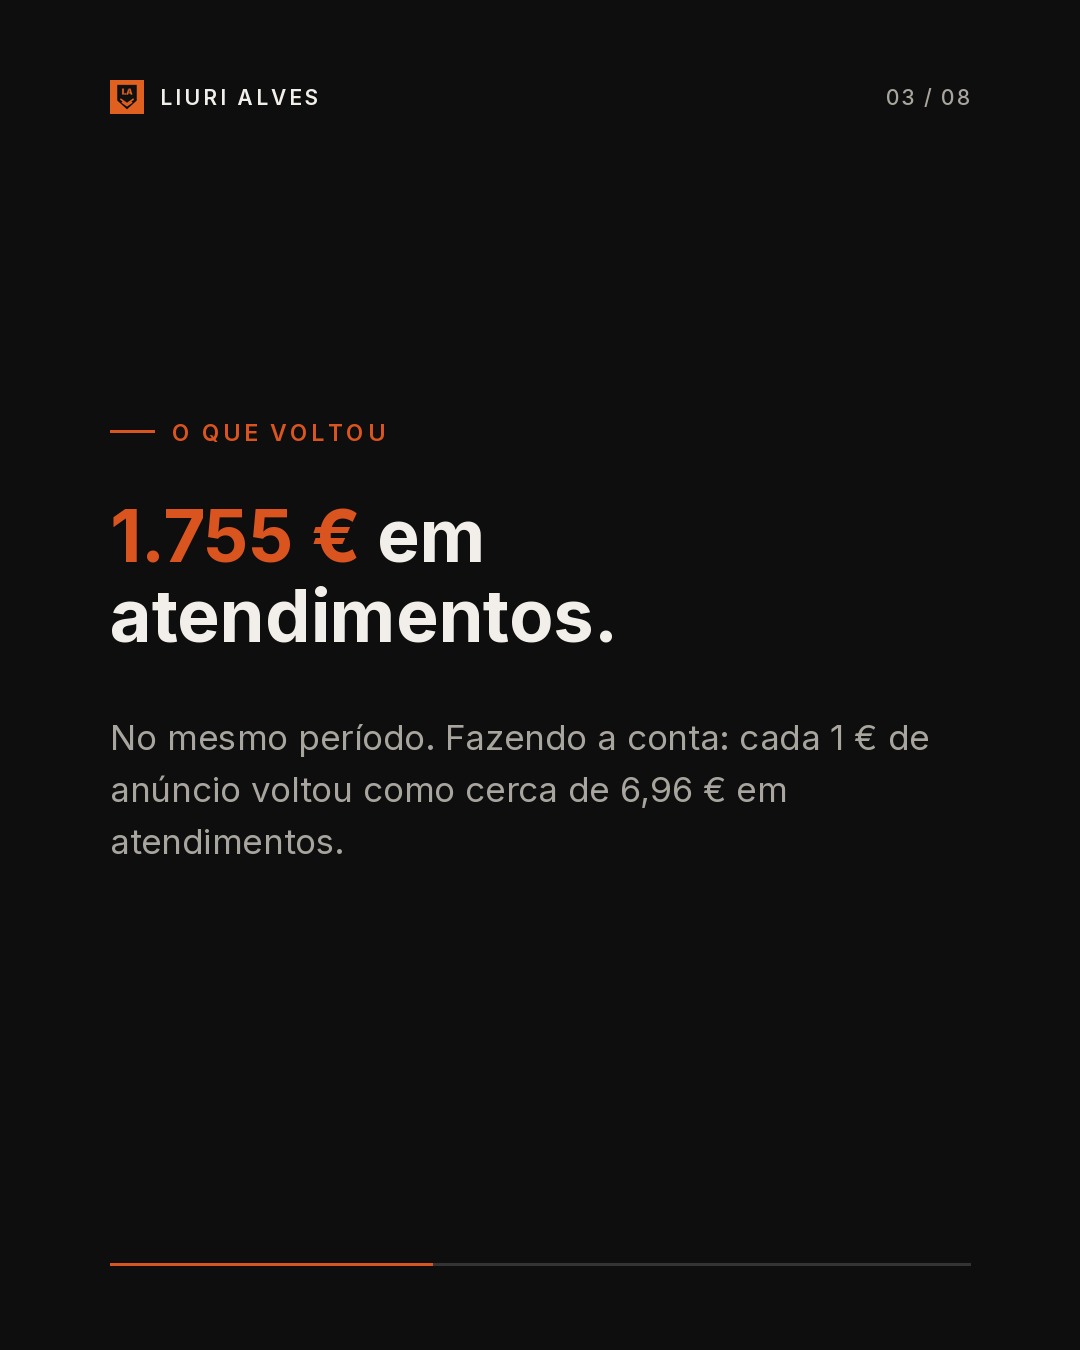 LA
LIURI ALVES
03 / 08
O QUE VOLTOU
1.755 € em
atendimentos.
No mesmo período. Fazendo a conta: cada 1 € de
anúncio voltou como cerca de 6,96 € em
atendimentos.